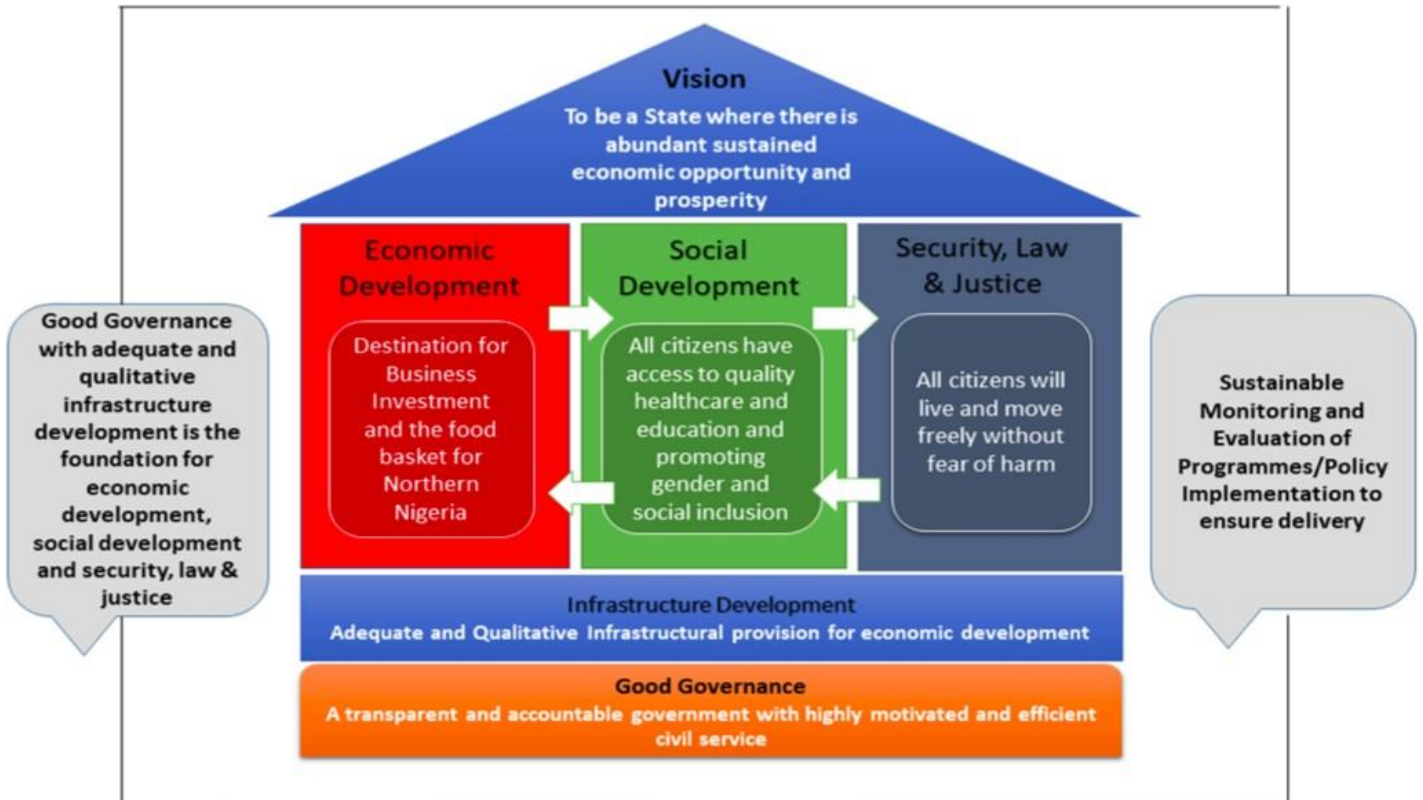 Vision
To be a State where there is
abundant sustained
economic opportunity and
prosperity
Economic
Development
Destination for
Business
Investment
and the food
basket for
Northern
Nigeria
Social
Development
All citizens have
access to quality
healthcare and
education and
promoting
gender and
social inclusion
Security, Law
& Justice
All citizens will
live and move
freely without
fear of harm
Good Governance
with adequate and
qualitative
infrastructure
development is the
foundation for
economic
development,
social development
and security, law &
justice
Sustainable
Monitoring and
Evaluation of
Programmes/Policy
Implementation to
ensure delivery
Infrastructure Development
Adequate and Qualitative Infrastructural provision for economic development
Good Governance
A transparent and accountable government with highly motivated and efficient
civil service